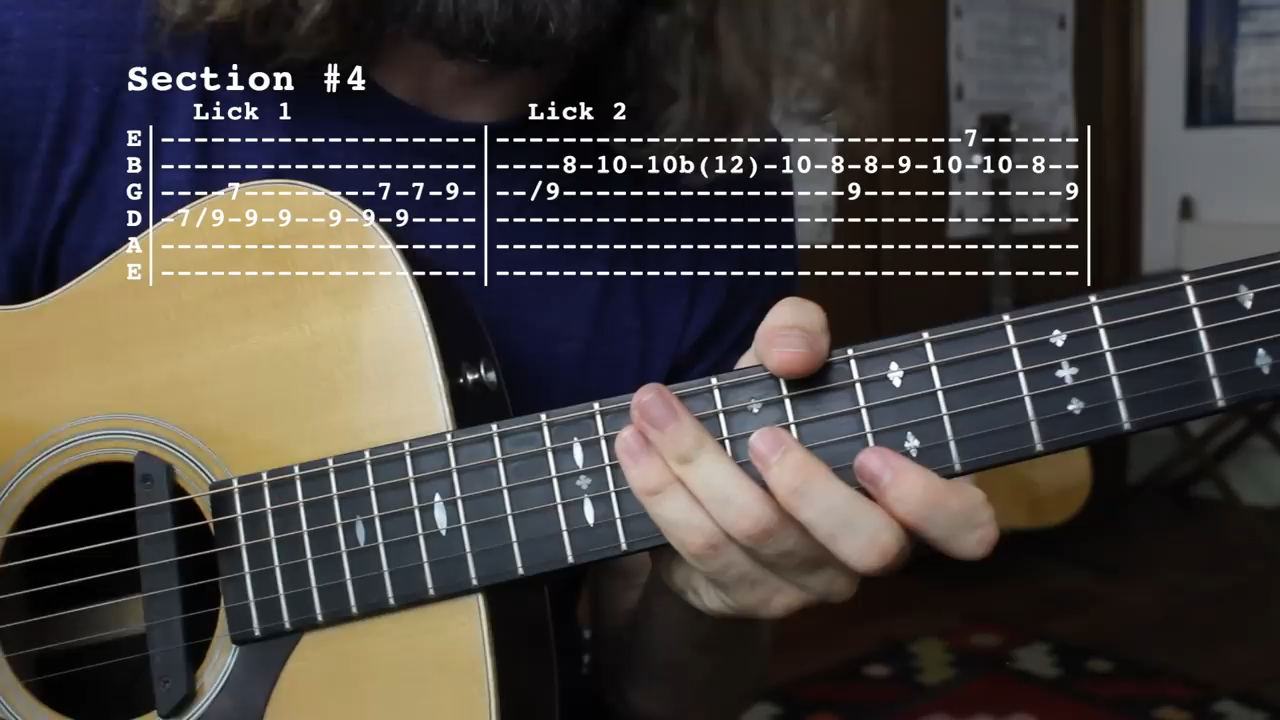 Section #4
Lick 1 Lick 2
E|-------------------|----------------------------7------|
B|-------------------|----8-10-10b(12)-10-8-8-9-10-10-8--|
G|----7--------7-7-9-|--/9-----------------9------------9|
D|-7/9-9-9--9-9-9----|-----------------------------------|
A|-------------------|-----------------------------------|
E|-------------------|-----------------------------------|